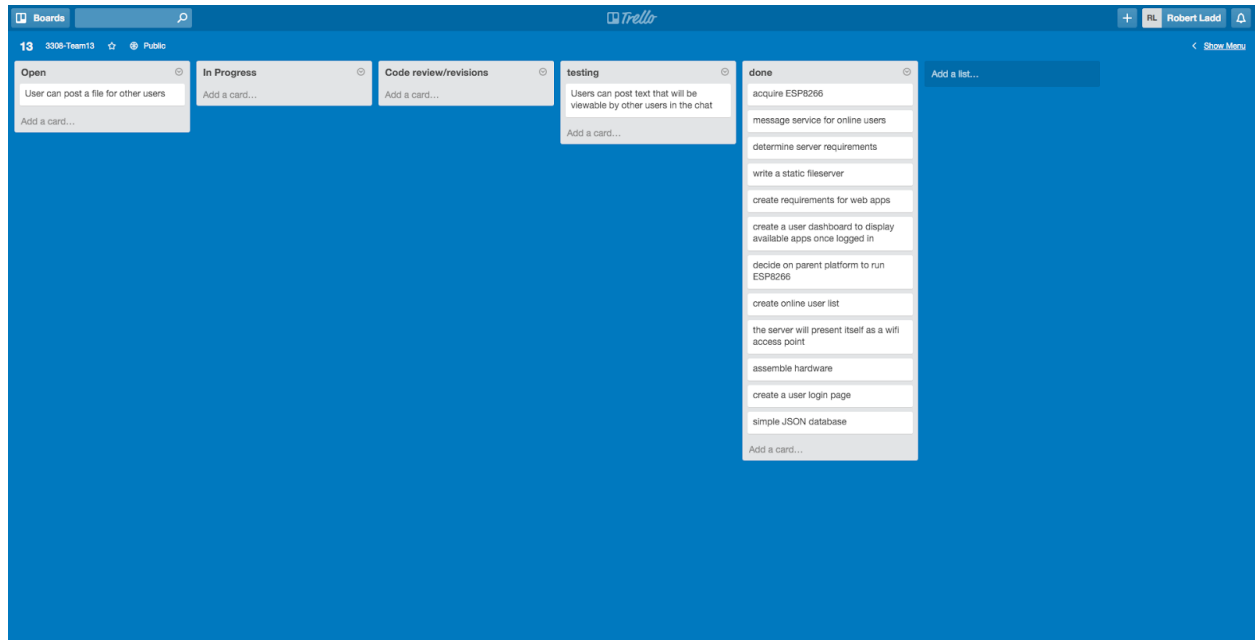 Boards
Trello
+
RL Robert Ladd
13 3308-Team13 Public
< Show Menu
Open
User can post a file for other users
Add a card...
In Progress
Add a card...
Code review/revisions
Add a card...
testing
Users can post text that will be
viewable by other users in the chat
Add a card...
done
acquire ESP8266
message service for online users
determine server requirements
write a static fileserver
create requirements for web apps
create a user dashboard to display
available apps once logged in
decide on parent platform to run
ESP8266
create online user list
the server will present itself as a wifi
access point
assemble hardware
create a user login page
simple JSON database
Add a card...
Add a list...